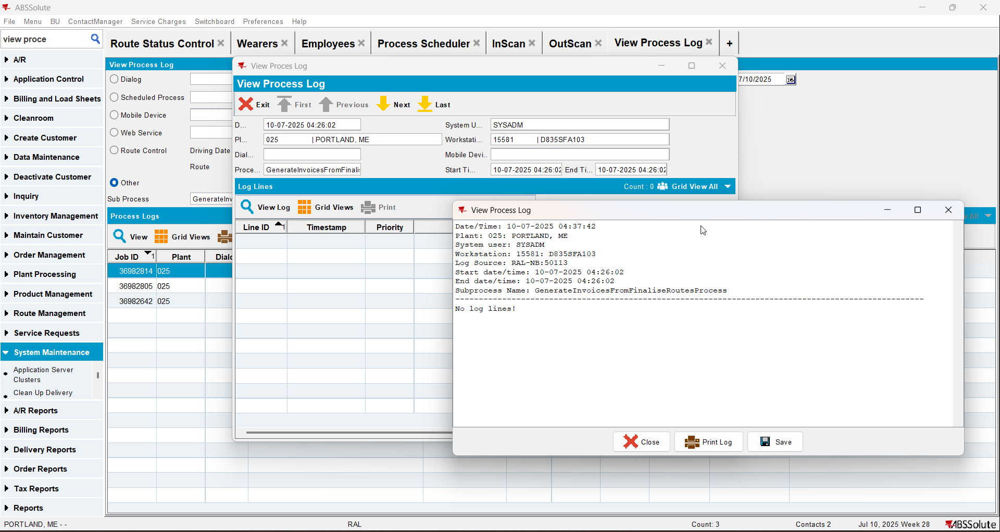 ABSSolute
File Menu BU ContactManager Service Charges Switchboard Preferences Help
view proce
Route Status Control Wearers Employees Process Scheduler InScan OutScan View Process Log +
A/R
Application Control
Billing and Load Sheets
Cleanroom
Create Customer
Data Maintenance
Deactivate Customer
Inquiry
Inventory Management
Maintain Customer
Order Management
Plant Processing
Product Management
Route Management
Service Requests
System Maintenance
Application Server
Clusters
Clean Up Delivery
A/R Reports
Billing Reports
Delivery Reports
Order Reports
Tax Reports
Reports
View Process Log
Dialog
Scheduled Process
Mobile Device
Web Service
Route Control Driving Date
Route
Other
Sub Process GenerateInv
7/10/2025 16
Process Logs
View Grid Views
Job ID 1 Plant Dialo
36982814 025
36982805 025
36982642 025
View Proces Log
View Process Log
Exit First Previous Next Last
D... 10-07-2025 04:26:02 System U... SYSADM
Pl... 025 | PORTLAND, ME Workstati... 15581 | D835SFA103
Dial... Mobile Devi..
Proce... GenerateInvoicesFromFinali: Start Ti... 10-07-2025 04:26:02 End Ti... 10-07-2025 04:26:02
Log Lines Count : 0 Grid View All
View Log Grid Views Print
Line ID 1 Timestamp Priority
View Process Log
Date/Time: 10-07-2025 04:37:42
Plant: 025: PORTLAND, ME
System user: SYSADM
Workstation: 15581: D835SFA103
Log Source: RAL-NB:50113
Start date/time: 10-07-2025 04:26:02
End date/time: 10-07-2025 04:26:02
Subprocess Name: GenerateInvoicesFromFinaliseRoutesProcess
----------------------------------------------------------------------------------------------------
No log lines!
Close Print Log Save
All
PORTLAND, ME - - RAL Count: 3 Contacts 2 Jul 10, 2025 Week 28 ABSSolute